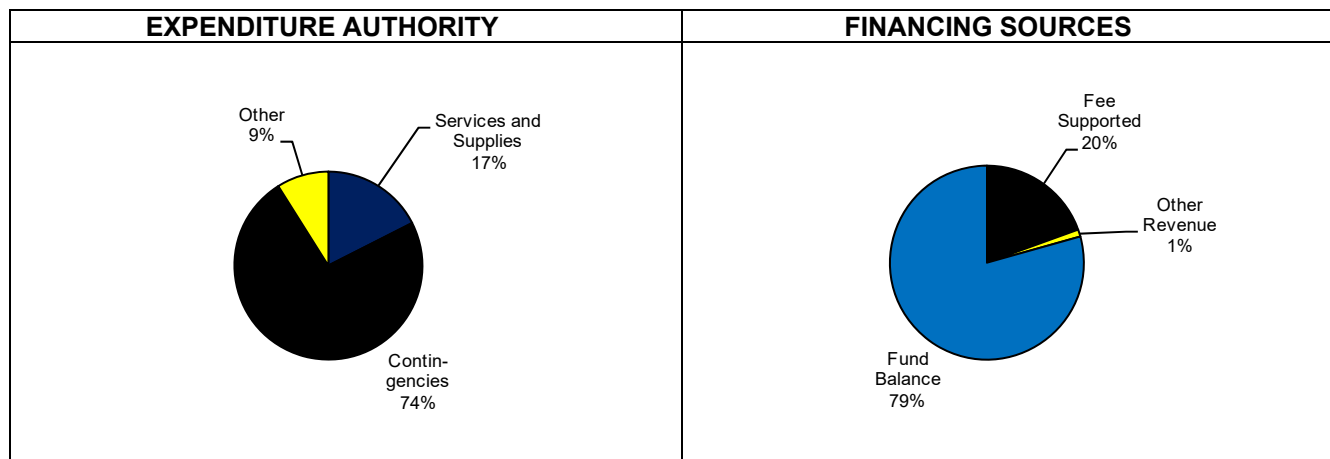 EXPENDITURE AUTHORITY
Other
9%
Services and
Supplies
17%
Contin-
gencies
74%
FINANCING SOURCES
Fee
Supported
20%
Other
Revenue
1%
Fund
Balance
79%